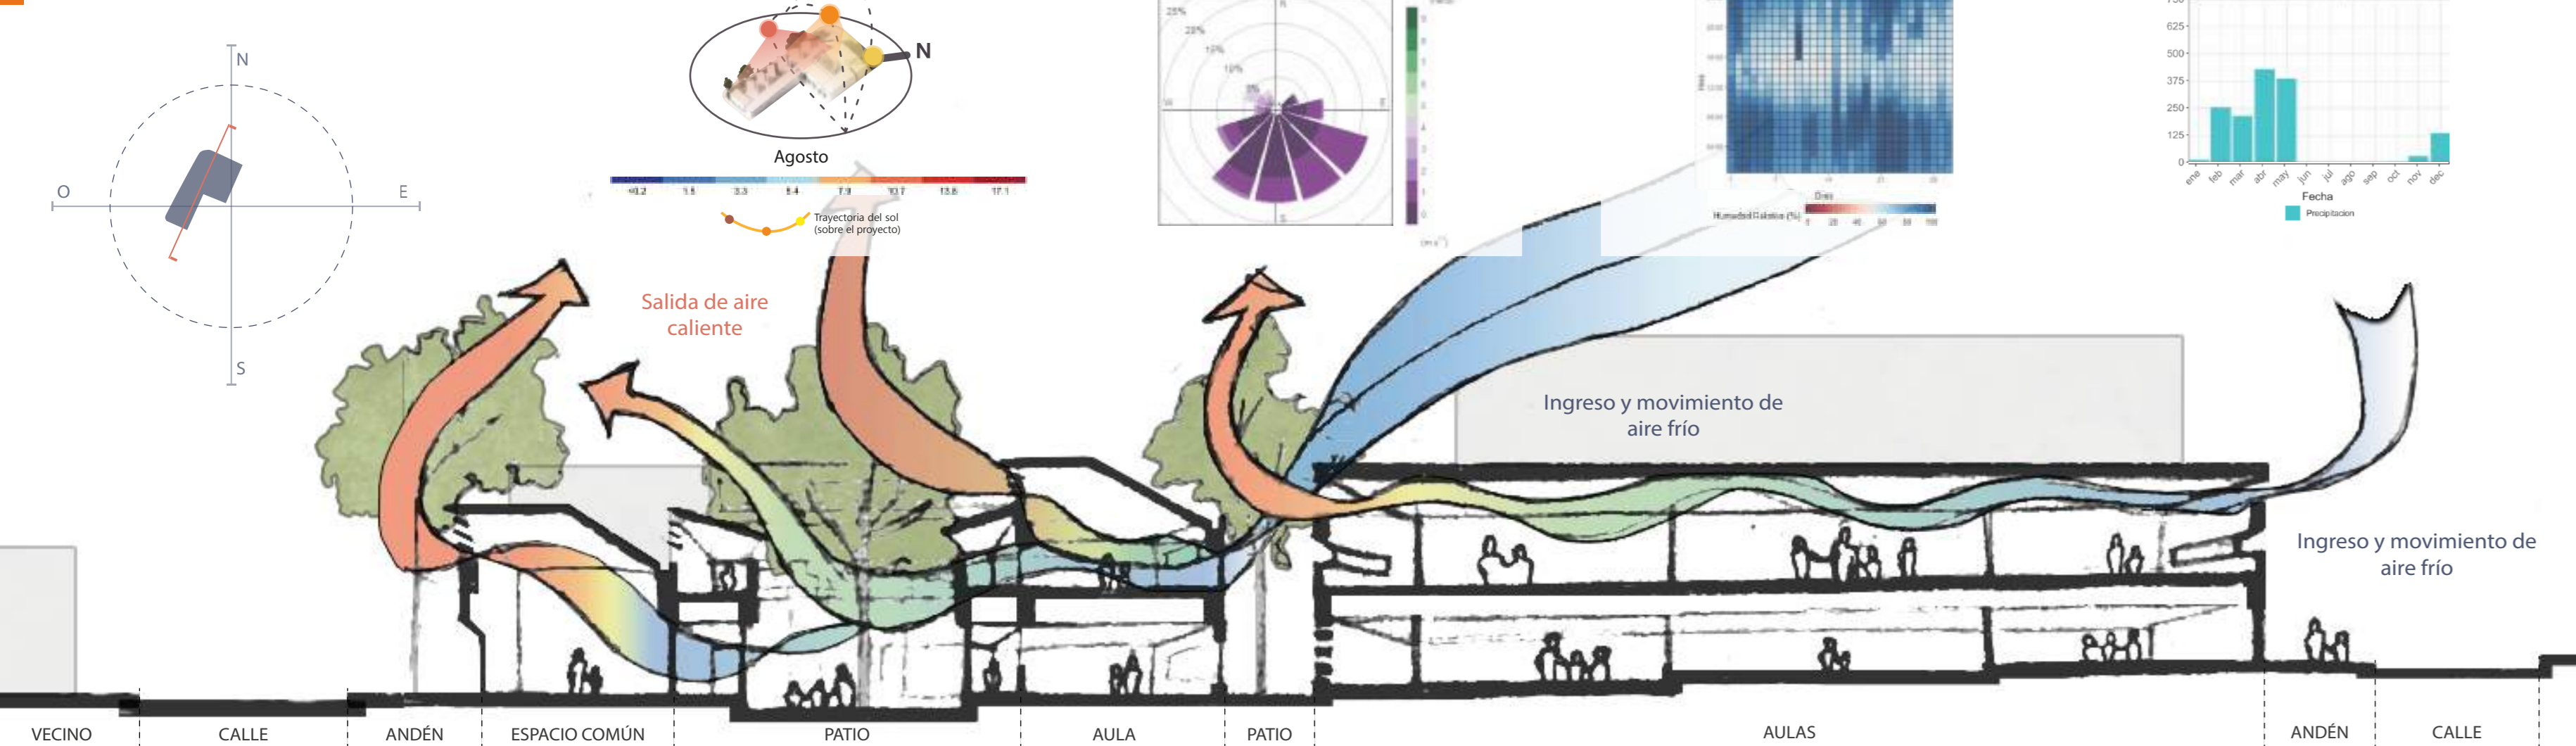 N
O
E
S
N
Agosto
Trayectoria del sol
(sobre el proyecto)
625
500
375
250
125
0
ene
feb
mar
abr
may
jun
jul
ago
sep
oct
nov
dec
Fecha
Precipitacion
Salida de aire
caliente
Ingreso y movimiento de
aire frío
Ingreso y movimiento de
aire frío
VECINO
CALLE
ANDÉN
ESPACIO COMÚN
PATIO
AULA
PATIO
AULAS
ANDÉN
CALLE